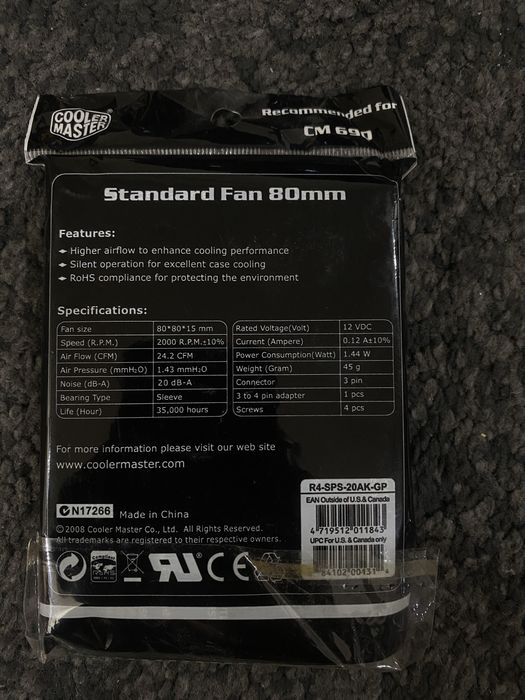 COOLER
MASTER
Recommended for
CM 690
Standard Fan 80mm
Features:
Higher airflow to enhance cooling performance
Silent operation for excellent case cooling
RoHS compliance for protecting the environment
Specifications:
Fan size 80*80*15 mm
Speed (R.P.M.) 2000 R.P.M.±10%
Air Flow (CFM) 24.2 CFM
Air Pressure (mmH₂O) 1.43 mmH₂O
Noise (dB-A) 20 dB-A
Bearing Type Sleeve
Life (Hour) 35,000 hours
Rated Voltage(Volt) 12 VDC
Current (Ampere) 0.12 A±10%
Power Consumption(Watt) 1.44 W
Weight (Gram) 45 g
Connector 3 pin
3 to 4 pin adapter 1 pcs
Screws 4 pcs
For more information please visit our web site
www.coolermaster.com
N17266 Made in China
©2008 Cooler Master Co., Ltd. All Rights Reserved.
All trademarks are registered to their respective owners.
CE
R4-SPS-20AK-GP
EAN Outside of U.S.& Canada
4 719512 011843
UPC For U.S. & Canada only
84102 00431 4